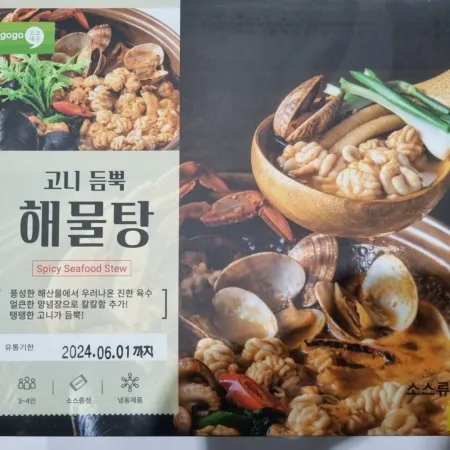 gogo
고니 듬뿍
해물탕
Spicy Seafood Stew
풍성한 해산물에서 우러나온 진한 육수
얼큰한 양념장으로 칼칼함 추가!
탱탱한 고니가 듬뿍!
유통기한
2024.06.01 까지
3~4인
소스증정
냉동제품
소스류